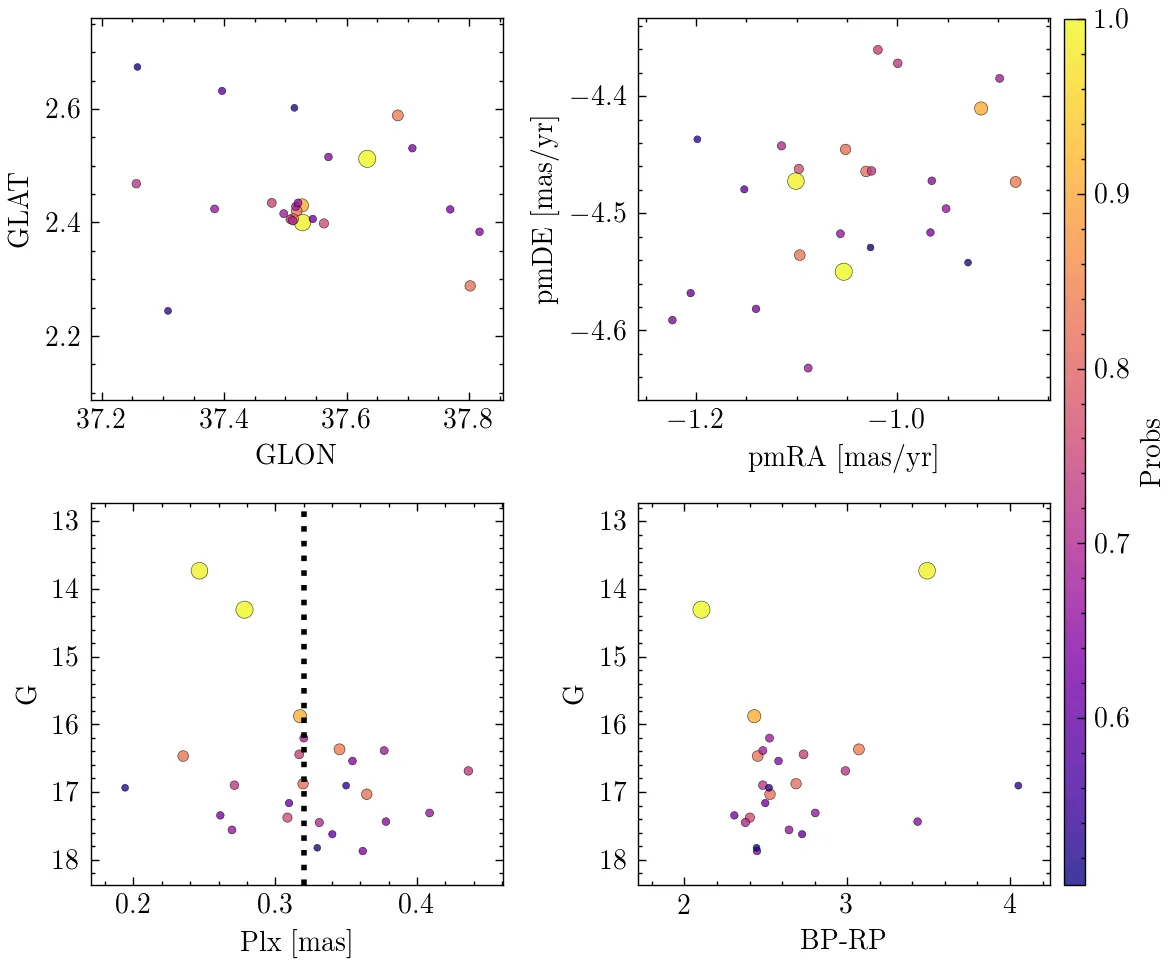 2.6
2.4
2.2
GLAT
37.2 37.4 37.6 37.8
GLON
−4.4
−4.5
−4.6
pmDE [mas/yr]
−1.2 −1.0
pmRA [mas/yr]
13
14
15
16
17
18
G
0.2 0.3 0.4
Plx [mas]
13
14
15
16
17
18
G
2 3 4
BP-RP
1.0
0.9
0.8
0.7
0.6
Probs